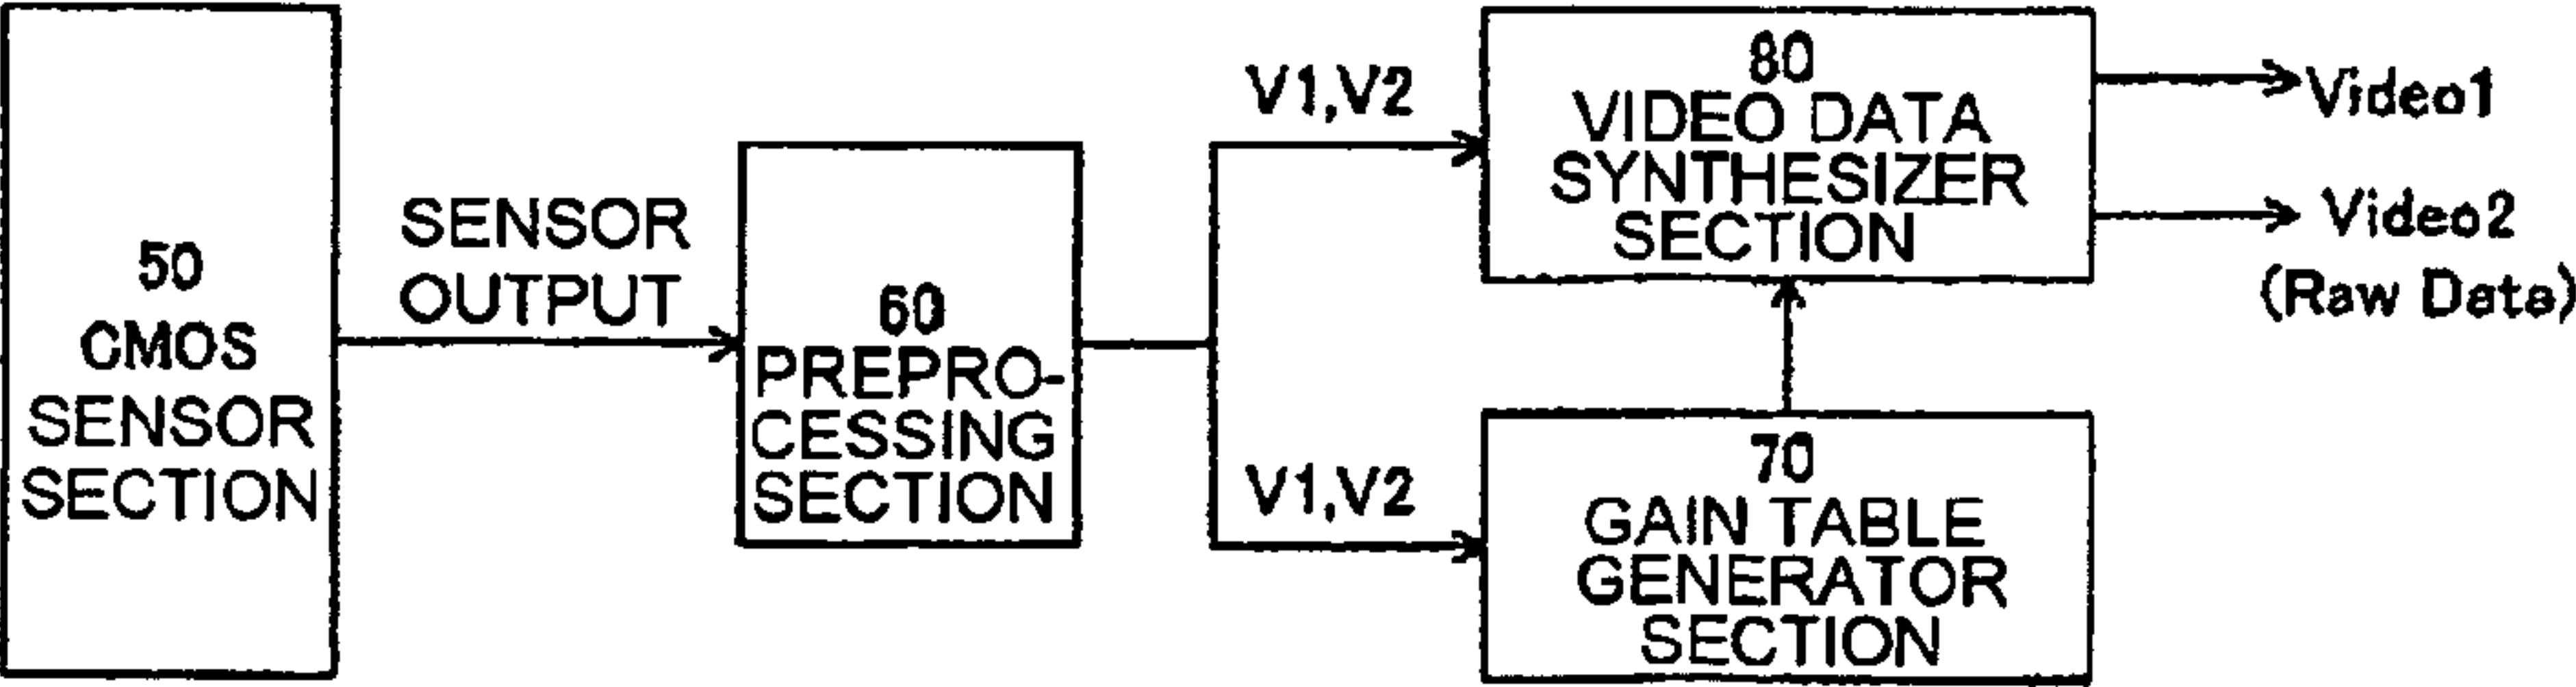 50
CMOS
SENSOR
SECTION
SENSOR
OUTPUT
60
PREPRO-
CESSING
SECTION
V1,V2
V1,V2
80
VIDEO DATA
SYNTHESIZER
SECTION
70
GAIN TABLE
GENERATOR
SECTION
Video1
Video2
(Raw Data)